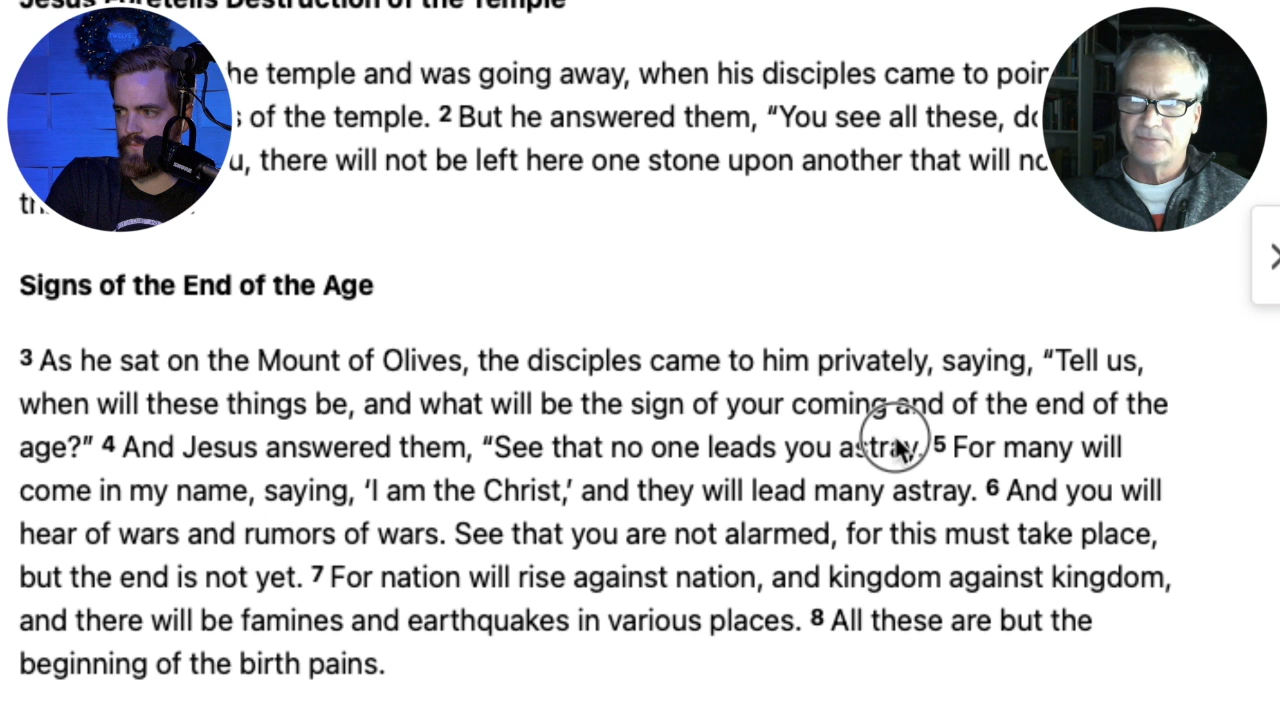 Jesus Foretells Destruction of the Temple
he temple and was going away, when his disciples came to poin
s of the temple. 2 But he answered them, “You see all these, do
u, there will not be left here one stone upon another that will no
Signs of the End of the Age
3 As he sat on the Mount of Olives, the disciples came to him privately, saying, “Tell us,
when will these things be, and what will be the sign of your coming and of the end of the
age?” 4 And Jesus answered them, “See that no one leads you astray. 5 For many will
come in my name, saying, ‘I am the Christ,’ and they will lead many astray. 6 And you will
hear of wars and rumors of wars. See that you are not alarmed, for this must take place,
but the end is not yet. 7 For nation will rise against nation, and kingdom against kingdom,
and there will be famines and earthquakes in various places. 8 All these are but the
beginning of the birth pains.